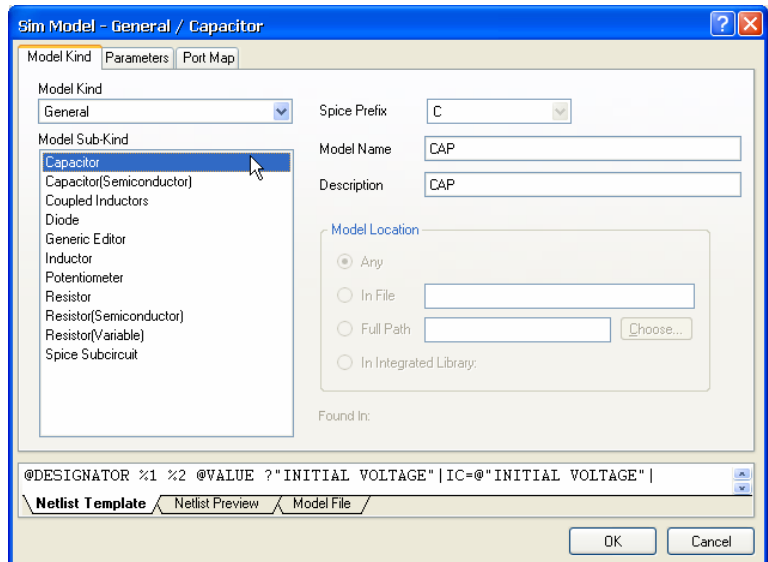 Sim Model - General / Capacitor
Model Kind Parameters Port Map
Model Kind
General
Model Sub-Kind
Capacitor
Capacitor(Semiconductor)
Coupled Inductors
Diode
Generic Editor
Inductor
Potentiometer
Resistor
Resistor(Semiconductor)
Resistor(Variable)
Spice Subcircuit
Spice Prefix C
Model Name CAP
Description CAP
Model Location
Any
In File
Full Path Choose...
In Integrated Library:
Found In:
@DESIGNATOR %1 %2 @VALUE ?"INITIAL VOLTAGE"|IC=@"INITIAL VOLTAGE"|
Netlist Template Netlist Preview Model File
OK Cancel